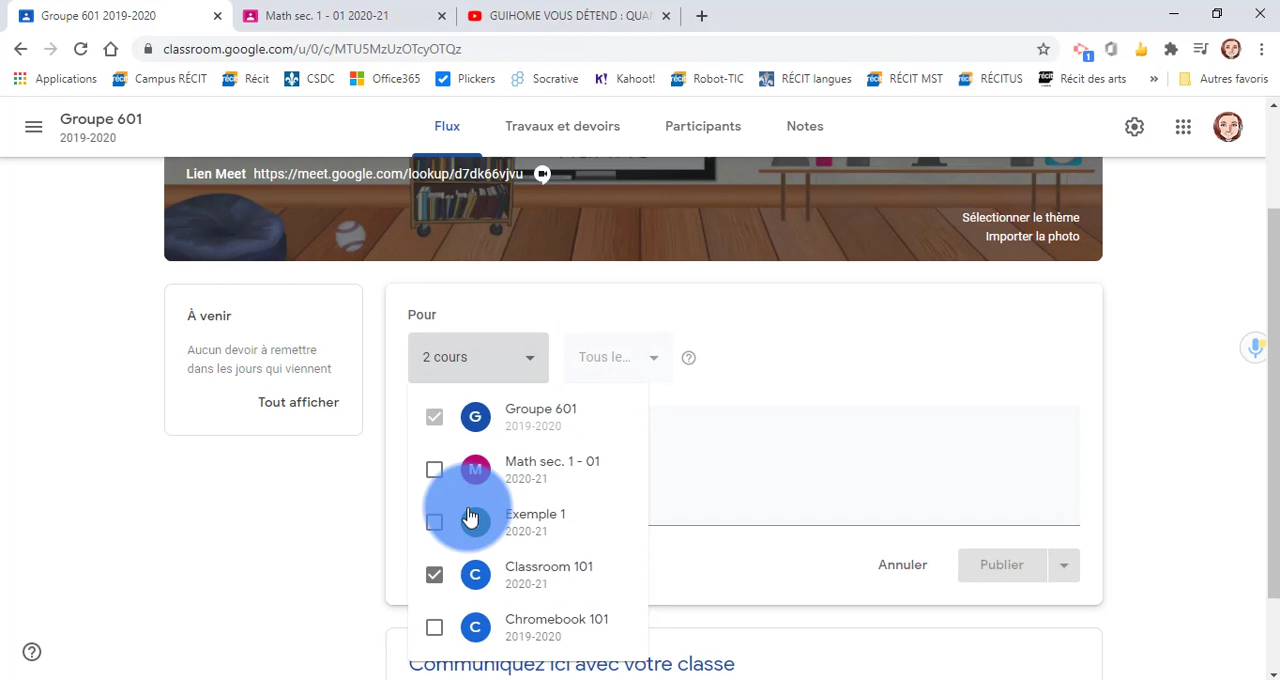 Groupe 601 2019-2020
Math sec. 1 - 01 2020-21
GUIHOME VOUS DÉTEND : QUA
classroom.google.com/u/0/c/MTU5MzUzOTcyOTQz
1
Applications
Campus RÉCIT
Récit
CSDC
Office365
Plickers
Socrative
K! Kahoot!
Robot-TIC
RÉCIT langues
RÉCIT MST
RÉCITUS
Récit des arts
»
Autres favoris
Groupe 601
2019-2020
Flux
Travaux et devoirs
Participants
Notes
Lien Meet https://meet.google.com/lookup/d7dk66vjvu
Sélectionner le thème
Importer la photo
À venir
Aucun devoir à remettre
dans les jours qui viennent
Tout afficher
Pour
2 cours
Tous le...
G Groupe 601
2019-2020
M Math sec. 1 - 01
2020-21
Exemple 1
2020-21
C Classroom 101
2020-21
C Chromebook 101
2019-2020
Annuler
Publier
Communiquez ici avec votre classe